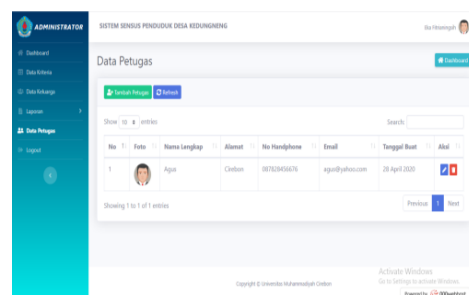 ADMINISTRATOR
SISTEM SENSUS PENDUDUK DESA KEDUNGNENG
Dashboard
Data Kriteria
Data Keluarga
Laporan
Data Petugas
Logout
Data Petugas
Dashboard
Tambah Petugas
Refresh
Show 10 entries
Search:
No Foto Nama Lengkap Alamat No Handphone Email Tanggal Buat Aksi
1 Agus Cirebon 087828456676 agus@yahoo.com 28 April 2020
Showing 1 to 1 of 1 entries
Previous 1 Next
Activate Windows
Go to Settings to activate Windows.
Copyright © Universitas Muhammadiyah Cirebon
Powered by 000webhost